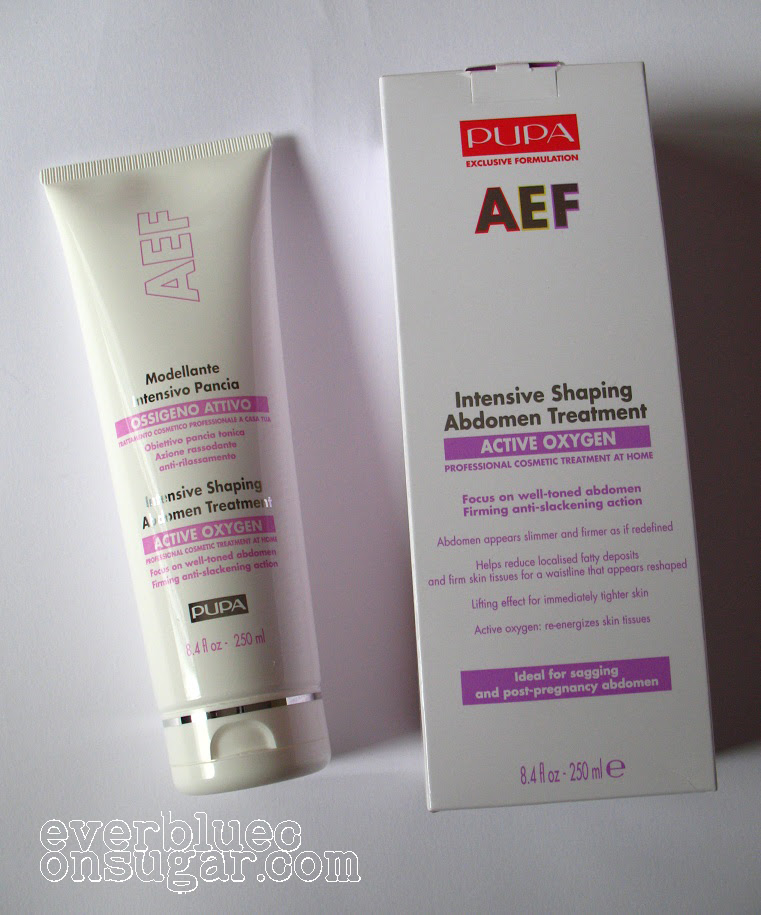 AEF
Modellante
Intensivo Pancia
OSSIGENO ATTIVO
TRATTAMENTO COSMETICO PROFESSIONALE A CASA TUA
Obiettivo pancia tonica
Azione rassodante
anti-rilassamento
Intensive Shaping
Abdomen Treatment
ACTIVE OXYGEN
PROFESSIONAL COSMETIC TREATMENT AT HOME
Focus on well-toned abdomen
Firming anti-slackening action
PUPA
8.4 fl oz - 250 ml
PUPA
EXCLUSIVE FORMULATION
AEF
Intensive Shaping
Abdomen Treatment
ACTIVE OXYGEN
PROFESSIONAL COSMETIC TREATMENT AT HOME
Focus on well-toned abdomen
Firming anti-slackening action
Abdomen appears slimmer and firmer as if redefined
Helps reduce localised fatty deposits
and firm skin tissues for a waistline that appears reshaped
Lifting effect for immediately tighter skin
Active oxygen: re-energizes skin tissues
Ideal for sagging
and post-pregnancy abdomen
8.4 fl oz - 250 ml e
everbluec
onsugar.com